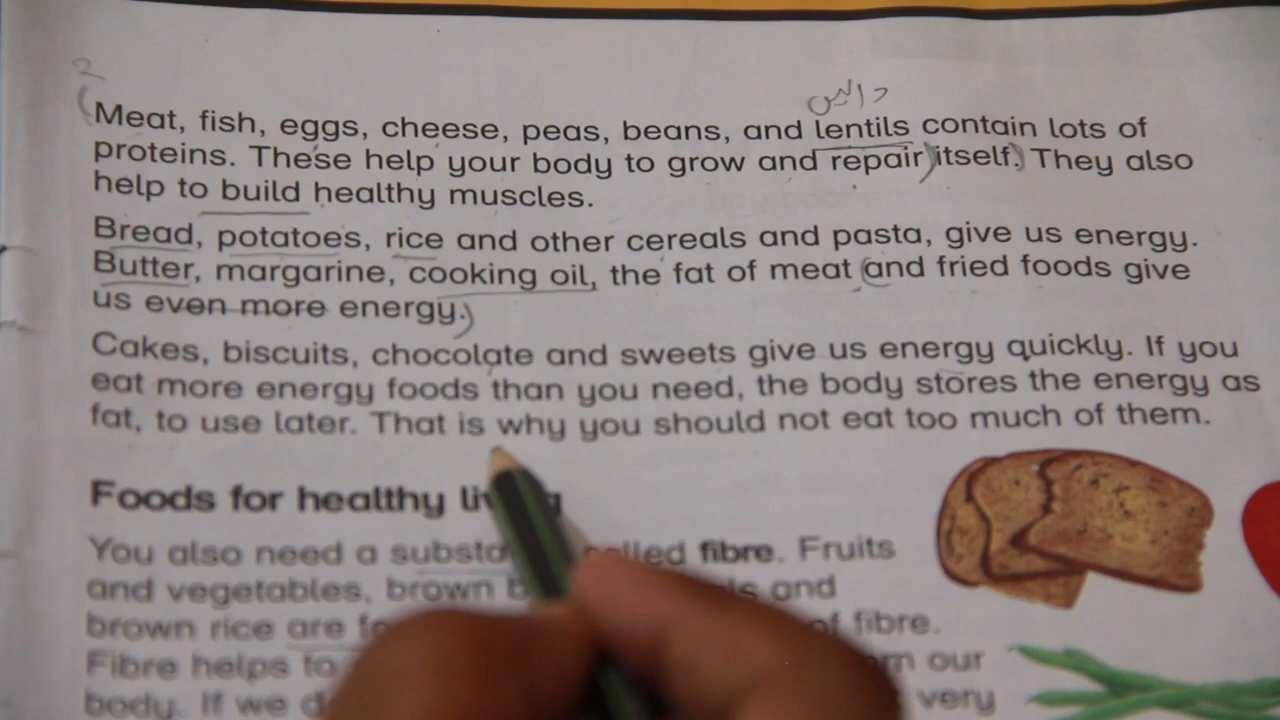 2
دالیں
(Meat, fish, eggs, cheese, peas, beans, and lentils contain lots of
proteins. These help your body to grow and repair) itself.) They also
help to build healthy muscles.
Bread, potatoes, rice and other cereals and pasta, give us energy.
Butter, margarine, cooking oil, the fat of meat (and fried foods give
us even more energy.)
Cakes, biscuits, chocolate and sweets give us energy quickly. If you
eat more energy foods than you need, the body stores the energy as
fat, to use later. That is why you should not eat too much of them.
Foods for healthy
You also need a fibre. Fruits
and vegetables, brown and
brown rice are of fibre.
Fibre helps to our
body. If we very